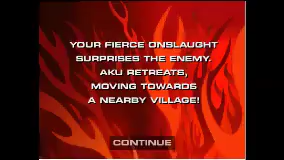 YOUR FIERCE ONSLAUGHT
SURPRISES THE ENEMY.
AKU RETREATS,
MOVING TOWARDS
A NEARBY VILLAGE!
CONTINUE